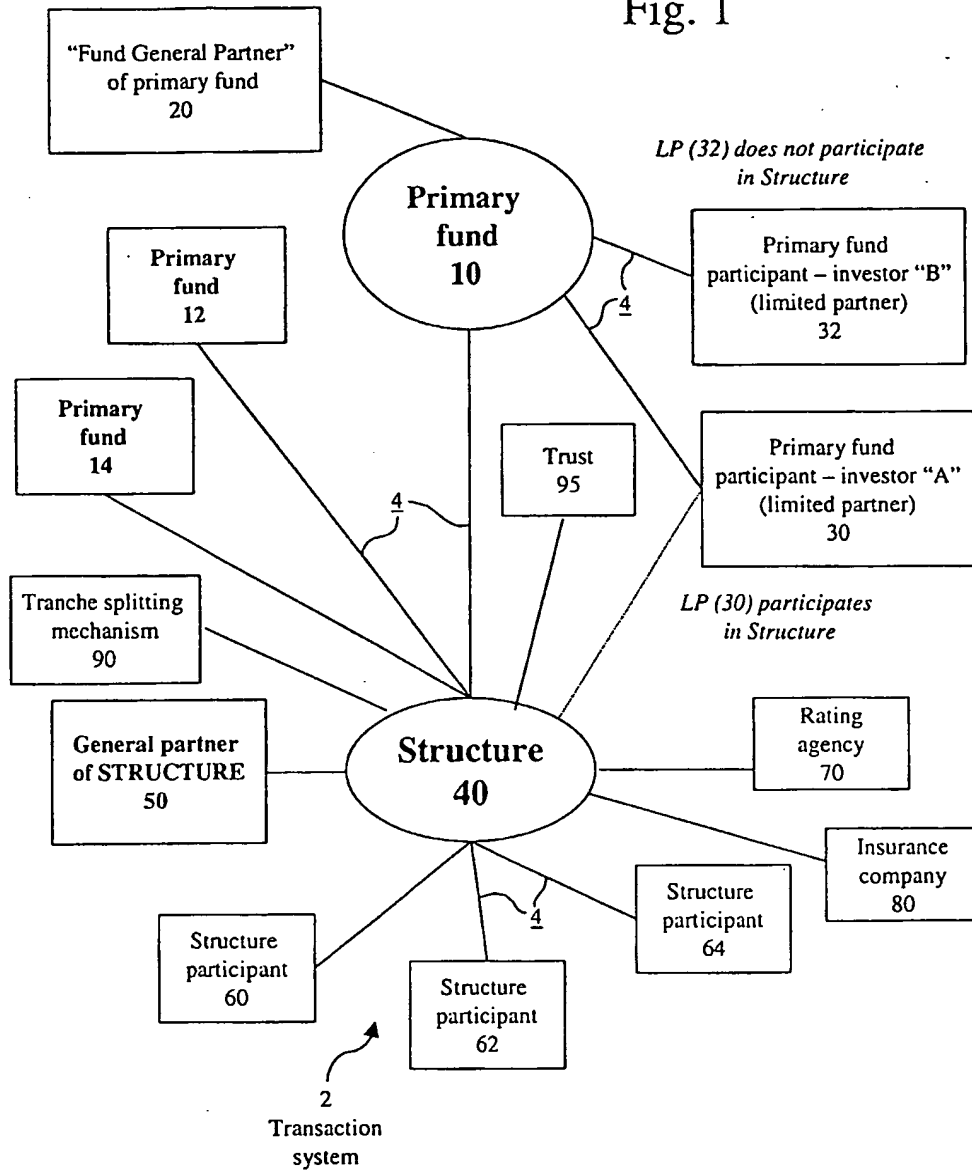 Fig. 1
“Fund General Partner”
of primary fund
20
LP (32) does not participate
in Structure
Primary
fund
10
Primary fund
participant – investor “B”
(limited partner)
32
Primary
fund
12
4
Primary
fund
14
Trust
95
Primary fund
participant – investor “A”
(limited partner)
30
4
Tranche splitting
mechanism
90
LP (30) participates
in Structure
General partner
of STRUCTURE
50
Structure
40
Rating
agency
70
Insurance
company
80
4
Structure
participant
64
Structure
participant
60
Structure
participant
62
2
Transaction
system